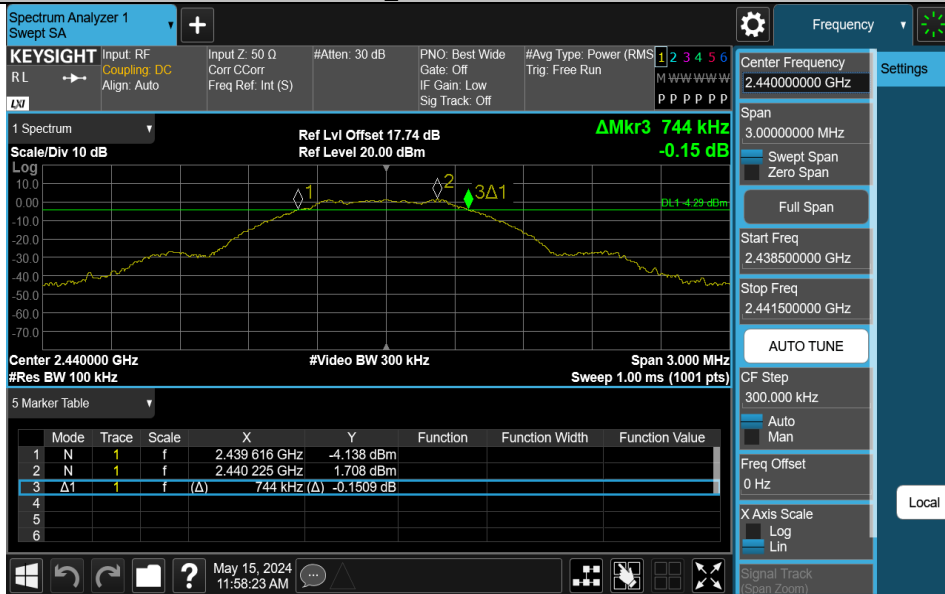 Spectrum Analyzer 1
Swept SA
+
Frequency
KEYSIGHT
R L
LXI
Input: RF
Coupling: DC
Align: Auto
Input Z: 50 Ω
Corr CCorr
Freq Ref: Int (S)
#Atten: 30 dB
PNO: Best Wide
Gate: Off
IF Gain: Low
Sig Track: Off
#Avg Type: Power (RMS
Trig: Free Run
1 2 3 4 5 6
M W W W W W
P P P P P P
Center Frequency
2.440000000 GHz
Settings
1 Spectrum
Scale/Div 10 dB
Log
Ref Lvl Offset 17.74 dB
Ref Level 20.00 dBm
ΔMkr3 744 kHz
-0.15 dB
10.0
0.00
-10.0
-20.0
-30.0
-40.0
-50.0
-60.0
-70.0
1
2
3Δ1
DL1 -4.29 dBm
Center 2.440000 GHz
#Res BW 100 kHz
#Video BW 300 kHz
Span 3.000 MHz
Sweep 1.00 ms (1001 pts)
Span
3.00000000 MHz
Swept Span
Zero Span
Full Span
Start Freq
2.438500000 GHz
Stop Freq
2.441500000 GHz
AUTO TUNE
CF Step
300.000 kHz
Auto
Man
Freq Offset
0 Hz
X Axis Scale
Log
Lin
Signal Track
(Span Zoom)
Local
5 Marker Table
Mode Trace Scale X Y Function Function Width Function Value
1 N 1 f 2.439 616 GHz -4.138 dBm
2 N 1 f 2.440 225 GHz 1.708 dBm
3 Δ1 1 f (Δ) 744 kHz (Δ) -0.1509 dB
4
5
6
?
May 15, 2024
11:58:23 AM